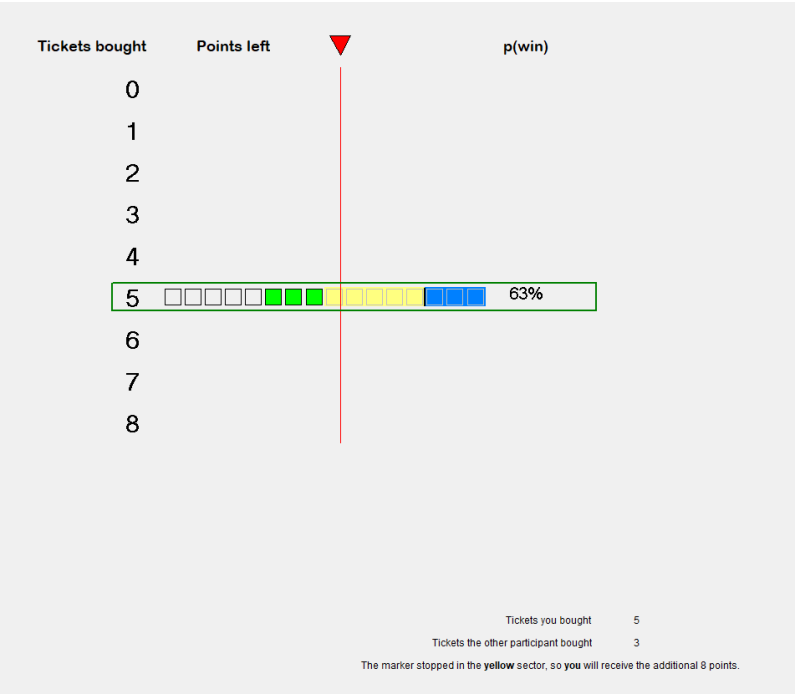 Tickets bought Points left p(win)
0
1
2
3
4
5 63%
6
7
8
Tickets you bought 5
Tickets the other participant bought 3
The marker stopped in the yellow sector, so you will receive the additional 8 points.